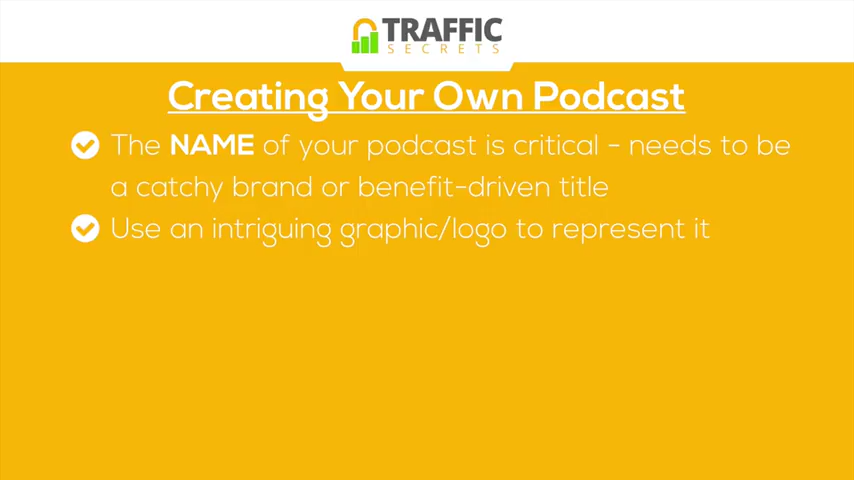 TRAFFIC
SECRETS
Creating Your Own Podcast
The NAME of your podcast is critical - needs to be
a catchy brand or benefit-driven title
Use an intriguing graphic/logo to represent it